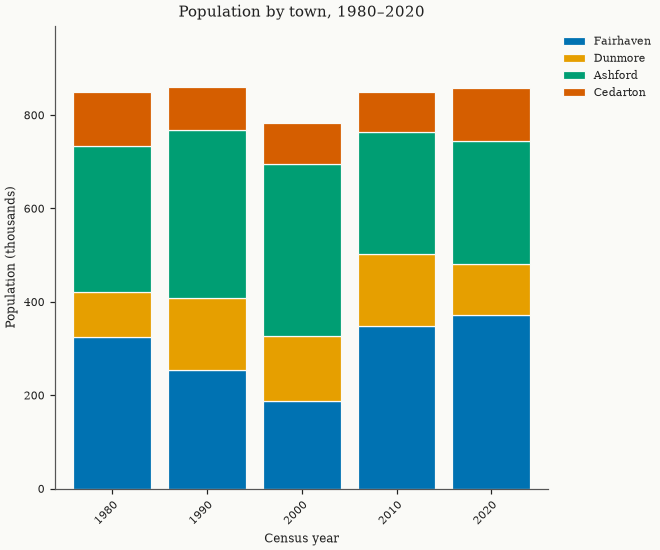 Population by town, 1980–2020
Fairhaven
Dunmore
Ashford
Cedarton
Population (thousands)
800
600
400
200
0
1980
1990
2000
2010
2020
Census year